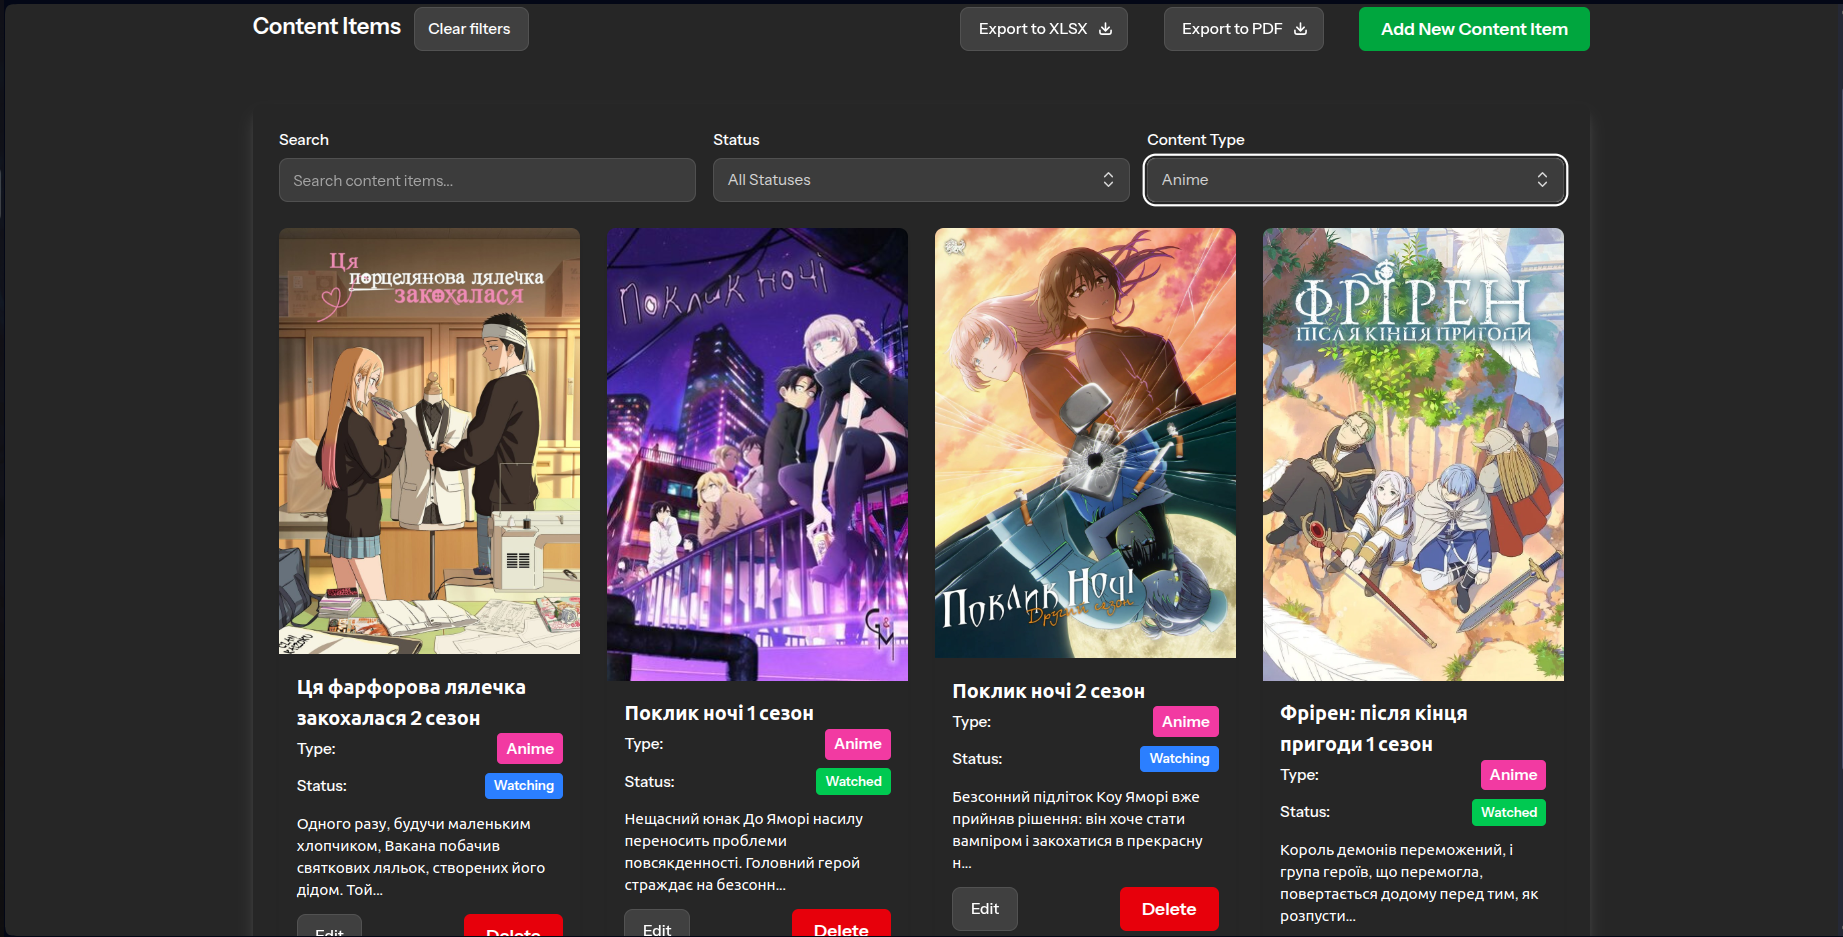 Content Items
Clear filters
Export to XLSX
Export to PDF
Add New Content Item
Search
Status
Content Type
Search content items...
All Statuses
Anime
Ця
порцелянова лялечка
закохалася
Поклик ночі
Поклик Ночі
Другий сезон
ФРІРЕН
ПІСЛЯ КІНЦЯ ПРИГОДИ
Ця фарфорова лялечка
закохалася 2 сезон
Type:
Anime
Status:
Watching
Одного разу, будучи маленьким
хлопчиком, Вакана побачив
святкових ляльок, створених його
дідом. Той...
Edit
Delete
Поклик ночі 1 сезон
Type:
Anime
Status:
Watched
Нещасний юнак До Яморі насилу
переносить проблеми
повсякденності. Головний герой
страждає на безсонн...
Edit
Delete
Поклик ночі 2 сезон
Type:
Anime
Status:
Watching
Безсонний підліток Коу Яморі вже
прийняв рішення: він хоче стати
вампіром і закохатися в прекрасну
н...
Edit
Delete
Фрірен: після кінця
пригоди 1 сезон
Type:
Anime
Status:
Watched
Король демонів переможений, і
група героїв, що перемогла,
повертається додому перед тим, як
розпусти...